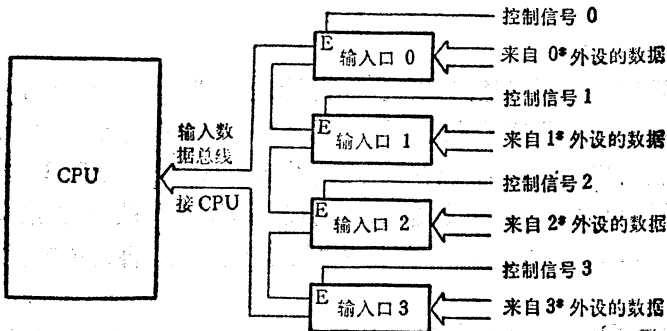 控制信号 0
E
输入口 0
来自 0# 外设的数据
控制信号 1
E
输入口 1
来自 1# 外设的数据
输入数
据总线
CPU
接 CPU
控制信号 2
E
输入口 2
来自 2# 外设的数据
控制信号 3
E
输入口 3
来自 3# 外设的数据